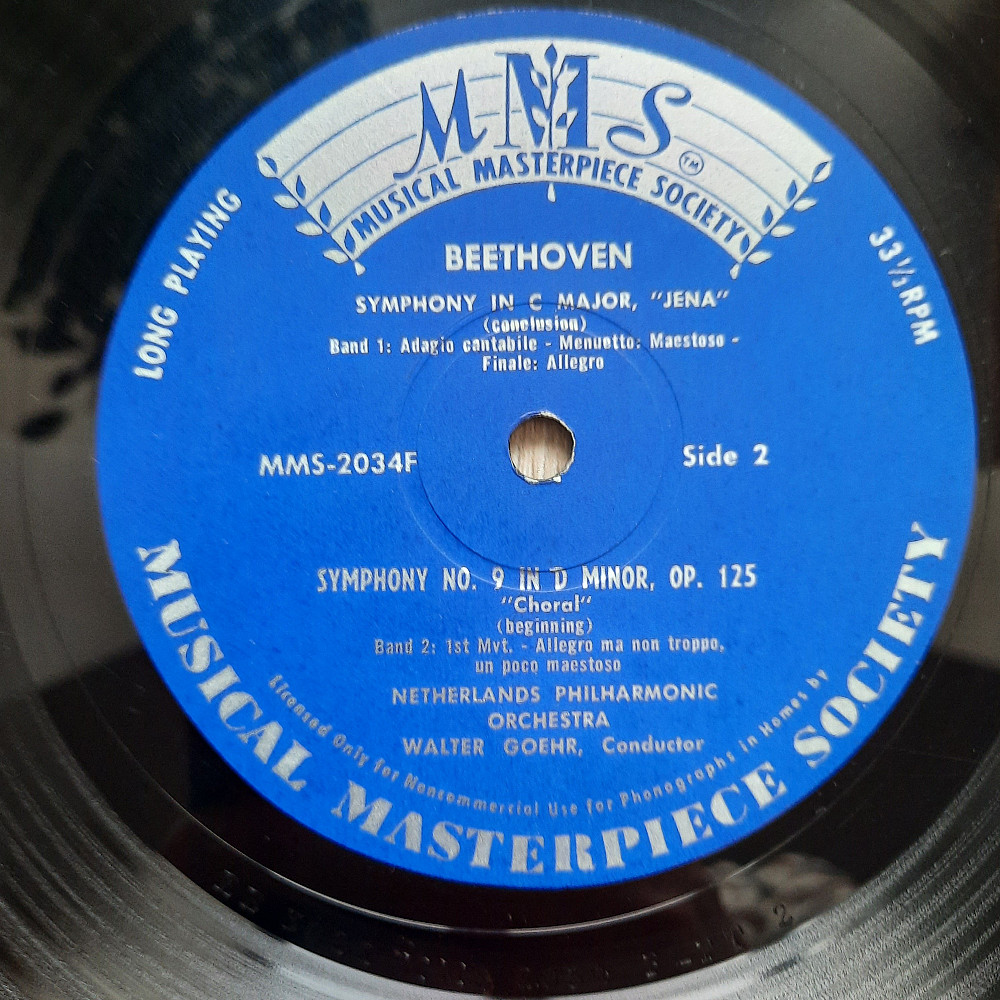 MMS
TM
MUSICAL MASTERPIECE SOCIETY
LONG PLAYING
33⅓ RPM
BEETHOVEN
SYMPHONY IN C MAJOR, "JENA"
(conclusion)
Band 1: Adagio cantabile - Menuetto: Maestoso -
Finale: Allegro
MMS-2034F
Side 2
SYMPHONY NO. 9 IN D MINOR, OP. 125
"Choral"
(beginning)
Band 2: 1st Mvt. - Allegro ma non troppo,
un poco maestoso
NETHERLANDS PHILHARMONIC
ORCHESTRA
WALTER GOEHR, Conductor
Licensed Only for Noncommercial Use for Phonographs in Homes by
MUSICAL MASTERPIECE SOCIETY